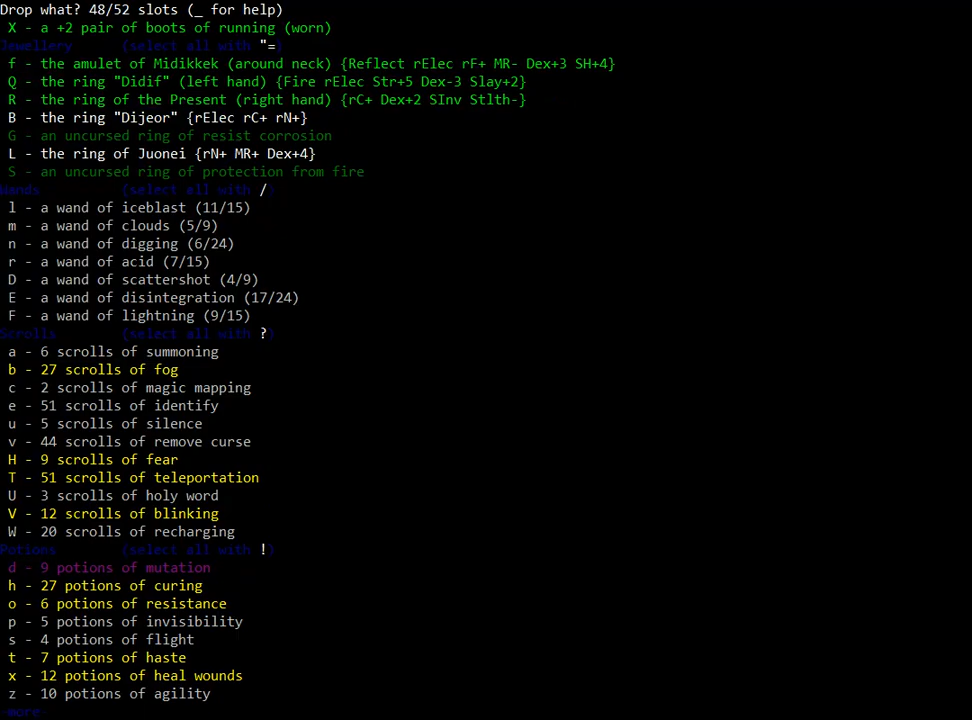 Drop what? 48/52 slots (_ for help)
X - a +2 pair of boots of running (worn)
Jewellery (select all with "=)
f - the amulet of Midikkek (around neck) {Reflect rElec rF+ MR- Dex+3 SH+4}
Q - the ring "Didif" (left hand) {Fire rElec Str+5 Dex-3 Slay+2}
R - the ring of the Present (right hand) {rC+ Dex+2 SInv Stlth-}
B - the ring "Dijeor" {rElec rC+ rN+}
G - an uncursed ring of resist corrosion
L - the ring of Juonei {rN+ MR+ Dex+4}
S - an uncursed ring of protection from fire
Wands (select all with /)
l - a wand of iceblast (11/15)
m - a wand of clouds (5/9)
n - a wand of digging (6/24)
r - a wand of acid (7/15)
D - a wand of scattershot (4/9)
E - a wand of disintegration (17/24)
F - a wand of lightning (9/15)
Scrolls (select all with ?)
a - 6 scrolls of summoning
b - 27 scrolls of fog
c - 2 scrolls of magic mapping
e - 51 scrolls of identify
u - 5 scrolls of silence
v - 44 scrolls of remove curse
H - 9 scrolls of fear
T - 51 scrolls of teleportation
U - 3 scrolls of holy word
V - 12 scrolls of blinking
W - 20 scrolls of recharging
Potions (select all with !)
d - 9 potions of mutation
h - 27 potions of curing
o - 6 potions of resistance
p - 5 potions of invisibility
s - 4 potions of flight
t - 7 potions of haste
x - 12 potions of heal wounds
z - 10 potions of agility
-more-